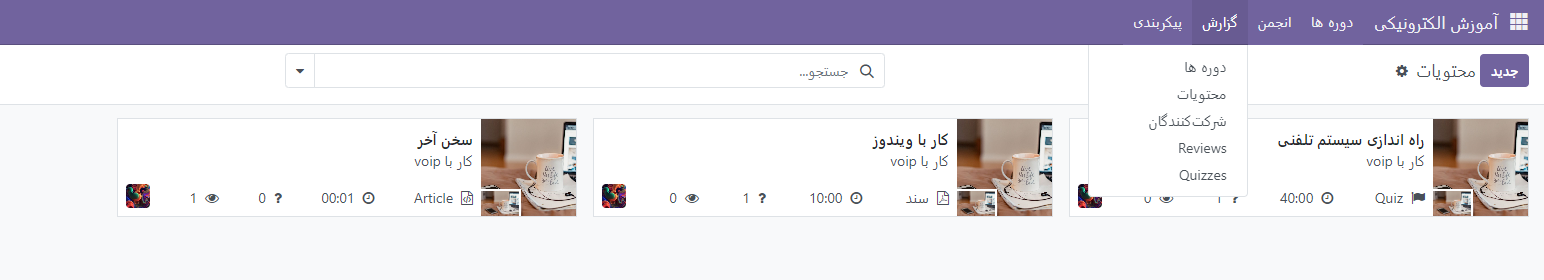 آموزش الکترونیکی
دوره ها
انجمن
گزارش
پیکربندی
جدید
محتویات
جستجو...
دوره ها
محتویات
شرکت‌کنندگان
Reviews
Quizzes
راه اندازی سیستم تلفنی
کار با voip
Quiz
40:00
? 1
0
کار با ویندوز
کار با voip
سند
10:00
? 1
0
سخن آخر
کار با voip
Article
00:01
? 0
1